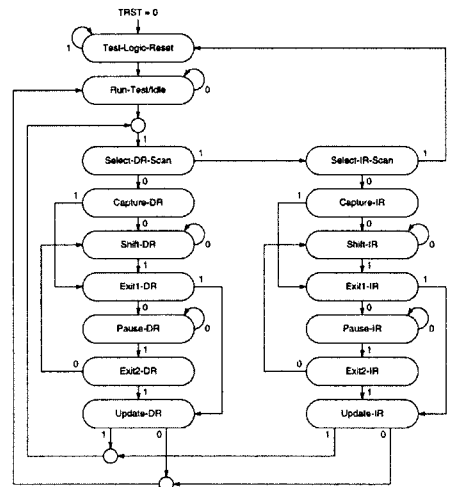 TRST = 0
1
Test-Logic-Reset
Run-Test/Idle
0
1
Select-DR-Scan
1
Select-IR-Scan
1
0
0
1
Capture-DR
1
Capture-IR
0
0
Shift-DR
0
Shift-IR
0
1
1
Exit1-DR
1
Exit1-IR
1
0
0
Pause-DR
0
Pause-IR
0
1
1
0
Exit2-DR
0
Exit2-IR
1
1
Update-DR
Update-IR
1
0
1
0